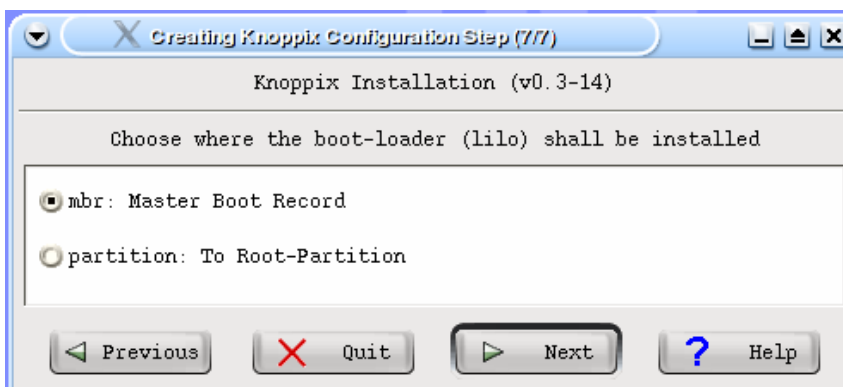 Creating Knoppix Configuration Step (7/7)
Knoppix Installation (v0.3-14)
Choose where the boot-loader (lilo) shall be installed
mbr: Master Boot Record
partition: To Root-Partition
Previous Quit Next ? Help